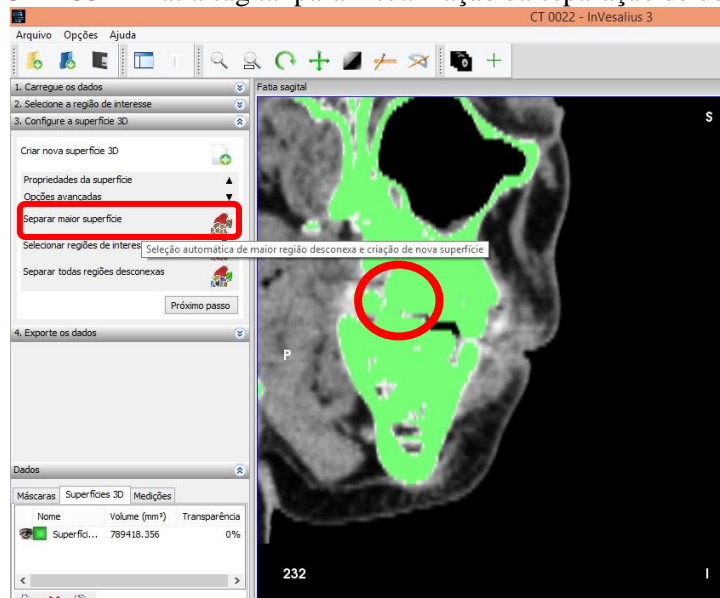 CT 0022 - InVesalius 3
Arquivo Opções Ajuda
1. Carregue os dados
2. Selecione a região de interesse
3. Configure a superfície 3D
Criar nova superfície 3D
Propriedades da superfície
Opções avançadas
Separar maior superfície
Selecionar regiões de interes
Seleção automática de maior região desconexa e criação de nova superfície
Separar todas regiões desconexas
Próximo passo
4. Exporte os dados
Dados
Máscaras Superfícies 3D Medições
Nome Volume (mm³) Transparência
Superfíci... 789418.356 0%
Fatia sagital
S
P
232
I